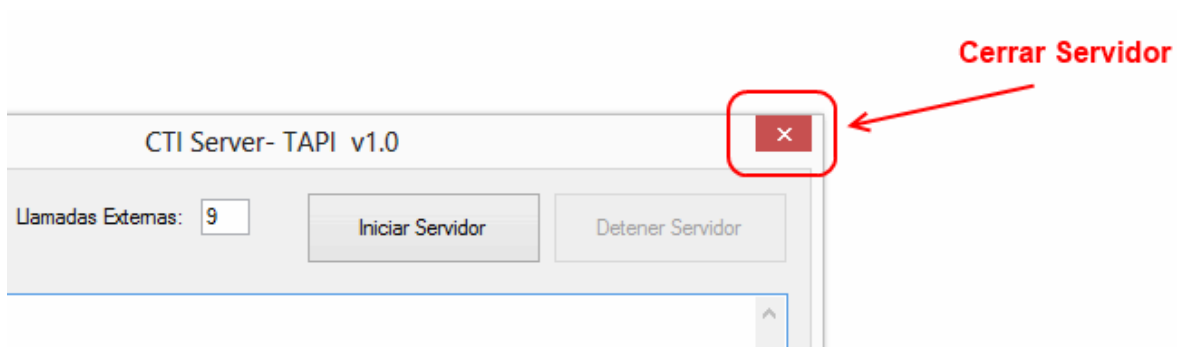 Cerrar Servidor
CTI Server- TAPI v1.0
Llamadas Externas: 9 Iniciar Servidor Detener Servidor